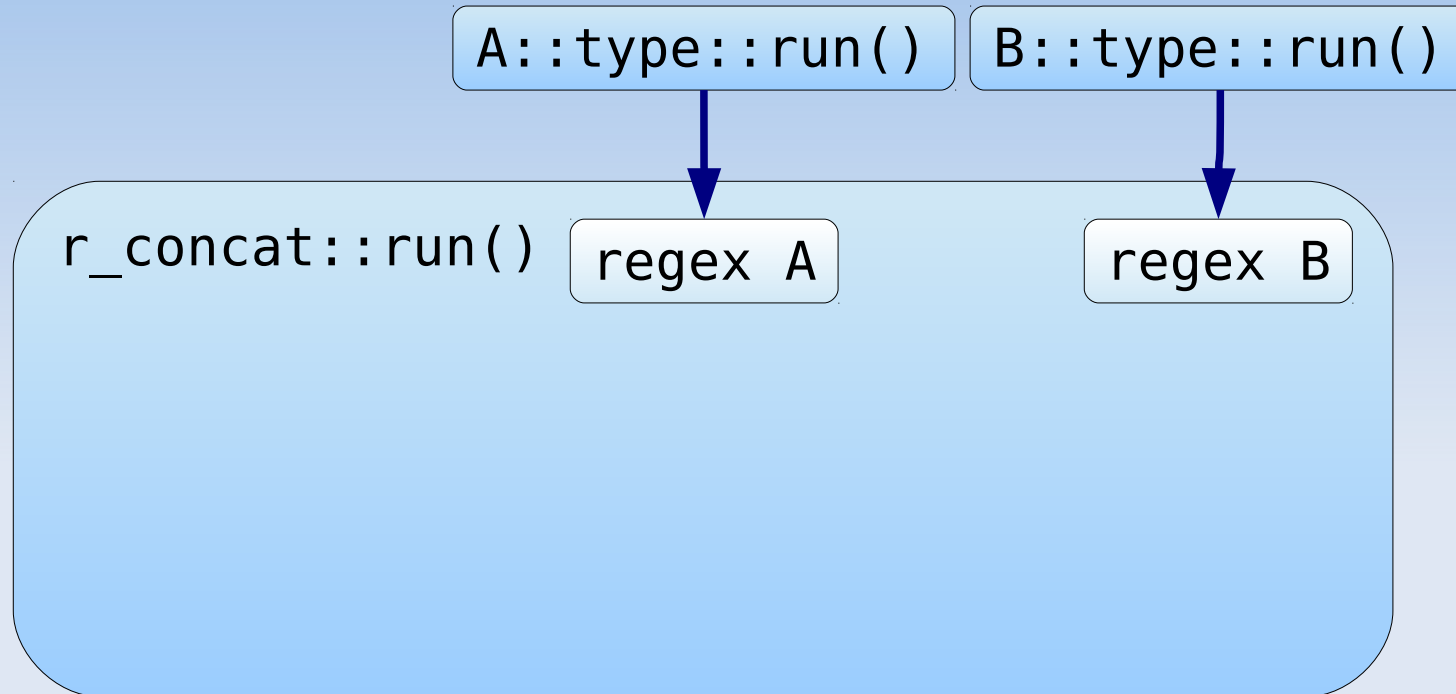 A::type::run()
B::type::run()
r_concat::run()
regex A
regex B